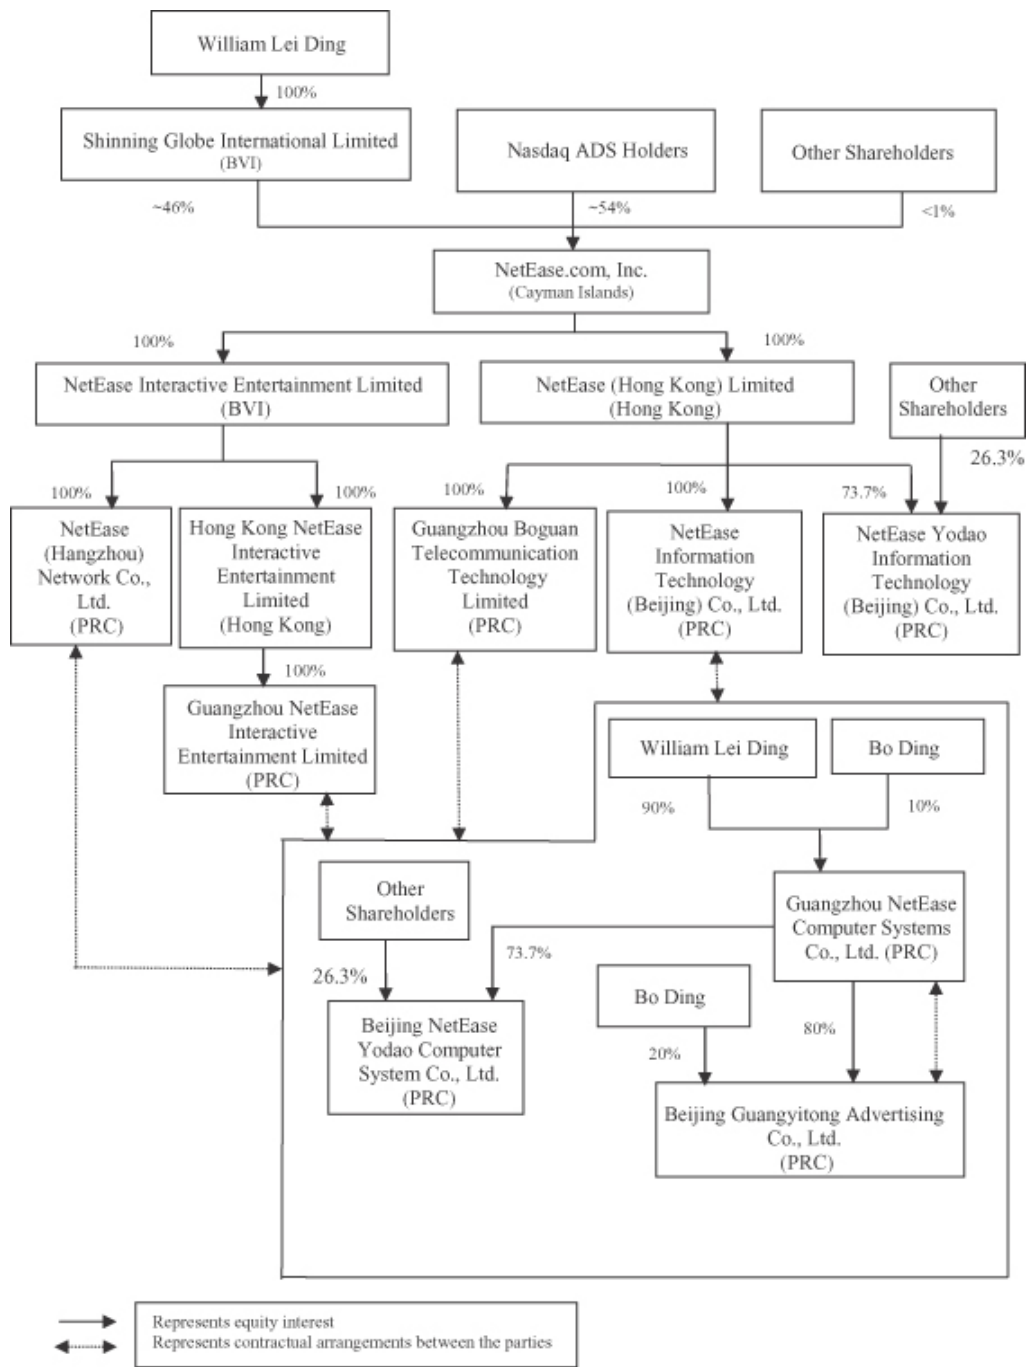 William Lei Ding
100%
Shinning Globe International Limited
(BVI)
Nasdaq ADS Holders
Other Shareholders
~46%
~54%
<1%
NetEase.com, Inc.
(Cayman Islands)
100%
100%
NetEase Interactive Entertainment Limited
(BVI)
NetEase (Hong Kong) Limited
(Hong Kong)
Other
Shareholders
26.3%
100%
100%
100%
100%
73.7%
NetEase
(Hangzhou)
Network Co.,
Ltd.
(PRC)
Hong Kong NetEase
Interactive
Entertainment
Limited
(Hong Kong)
Guangzhou Boguan
Telecommunication
Technology
Limited
(PRC)
NetEase
Information
Technology
(Beijing) Co., Ltd.
(PRC)
NetEase Yodao
Information
Technology
(Beijing) Co., Ltd.
(PRC)
100%
Guangzhou NetEase
Interactive
Entertainment Limited
(PRC)
William Lei Ding
Bo Ding
90%
10%
Other
Shareholders
Guangzhou NetEase
Computer Systems
Co., Ltd. (PRC)
26.3%
73.7%
Bo Ding
Beijing NetEase
Yodao Computer
System Co., Ltd.
(PRC)
20%
80%
Beijing Guangyitong Advertising
Co., Ltd.
(PRC)
Represents equity interest
Represents contractual arrangements between the parties